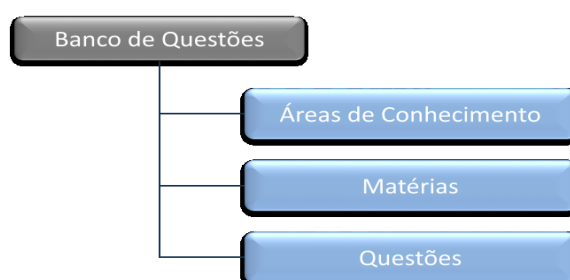 Banco de Questões
Áreas de Conhecimento
Matérias
Questões